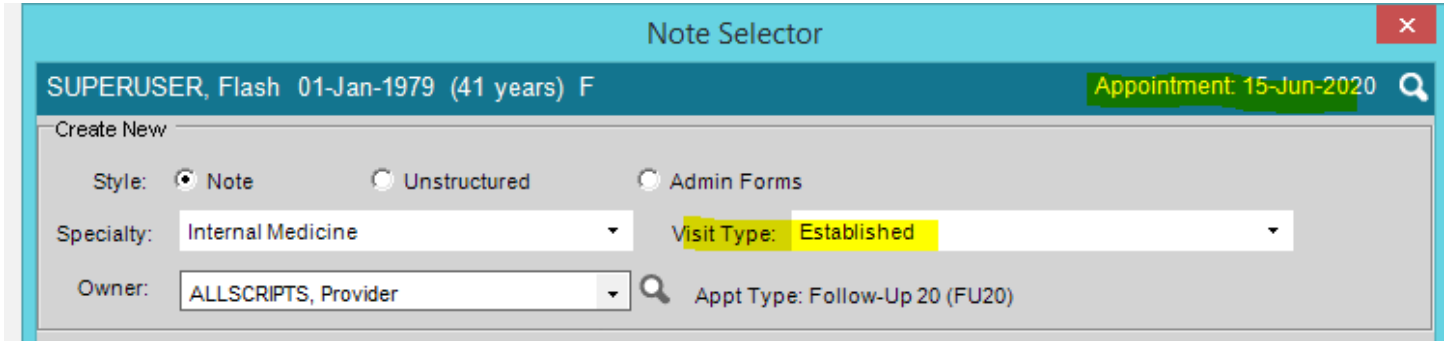 Note Selector
SUPERUSER, Flash 01-Jan-1979 (41 years) F Appointment: 15-Jun-2020
Create New
Style: Note Unstructured Admin Forms
Specialty: Internal Medicine Visit Type: Established
Owner: ALLSCRIPTS, Provider Appt Type: Follow-Up 20 (FU20)